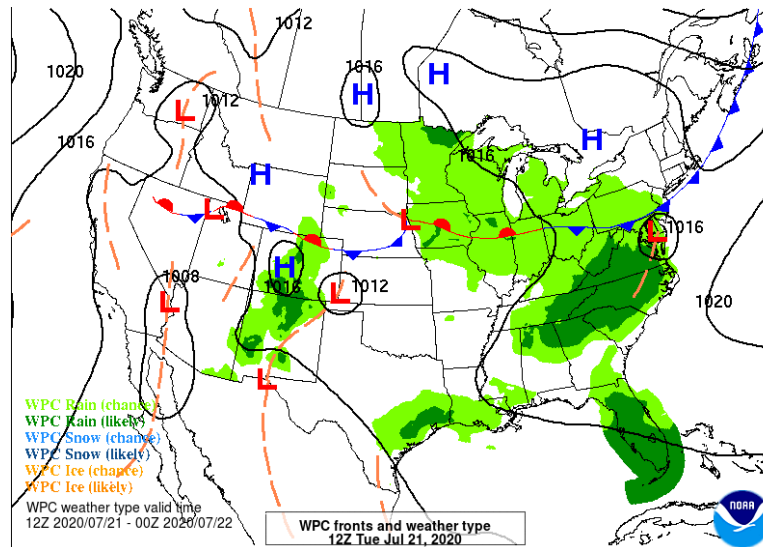 1012
1020
1016
H
H
1012
L
H
1016
1016
H
H
L
L
L
1016
1008
H
1016
L
1012
1020
L
L
WPC Rain (chance)
WPC Rain (likely)
WPC Snow (chance)
WPC Snow (likely)
WPC Ice (chance)
WPC Ice (likely)
WPC weather type valid time
12Z 2020/07/21 - 00Z 2020/07/22
WPC fronts and weather type
12Z Tue Jul 21, 2020
NOAA